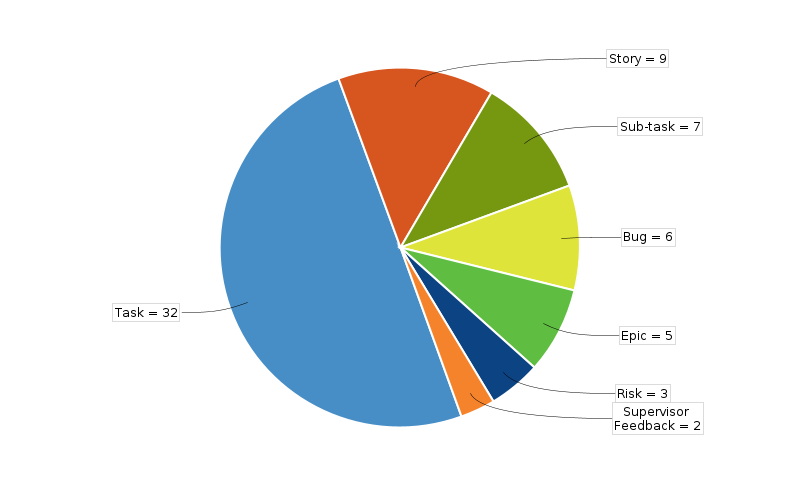 Story = 9
Sub-task = 7
Bug = 6
Task = 32
Epic = 5
Risk = 3
Supervisor
Feedback = 2